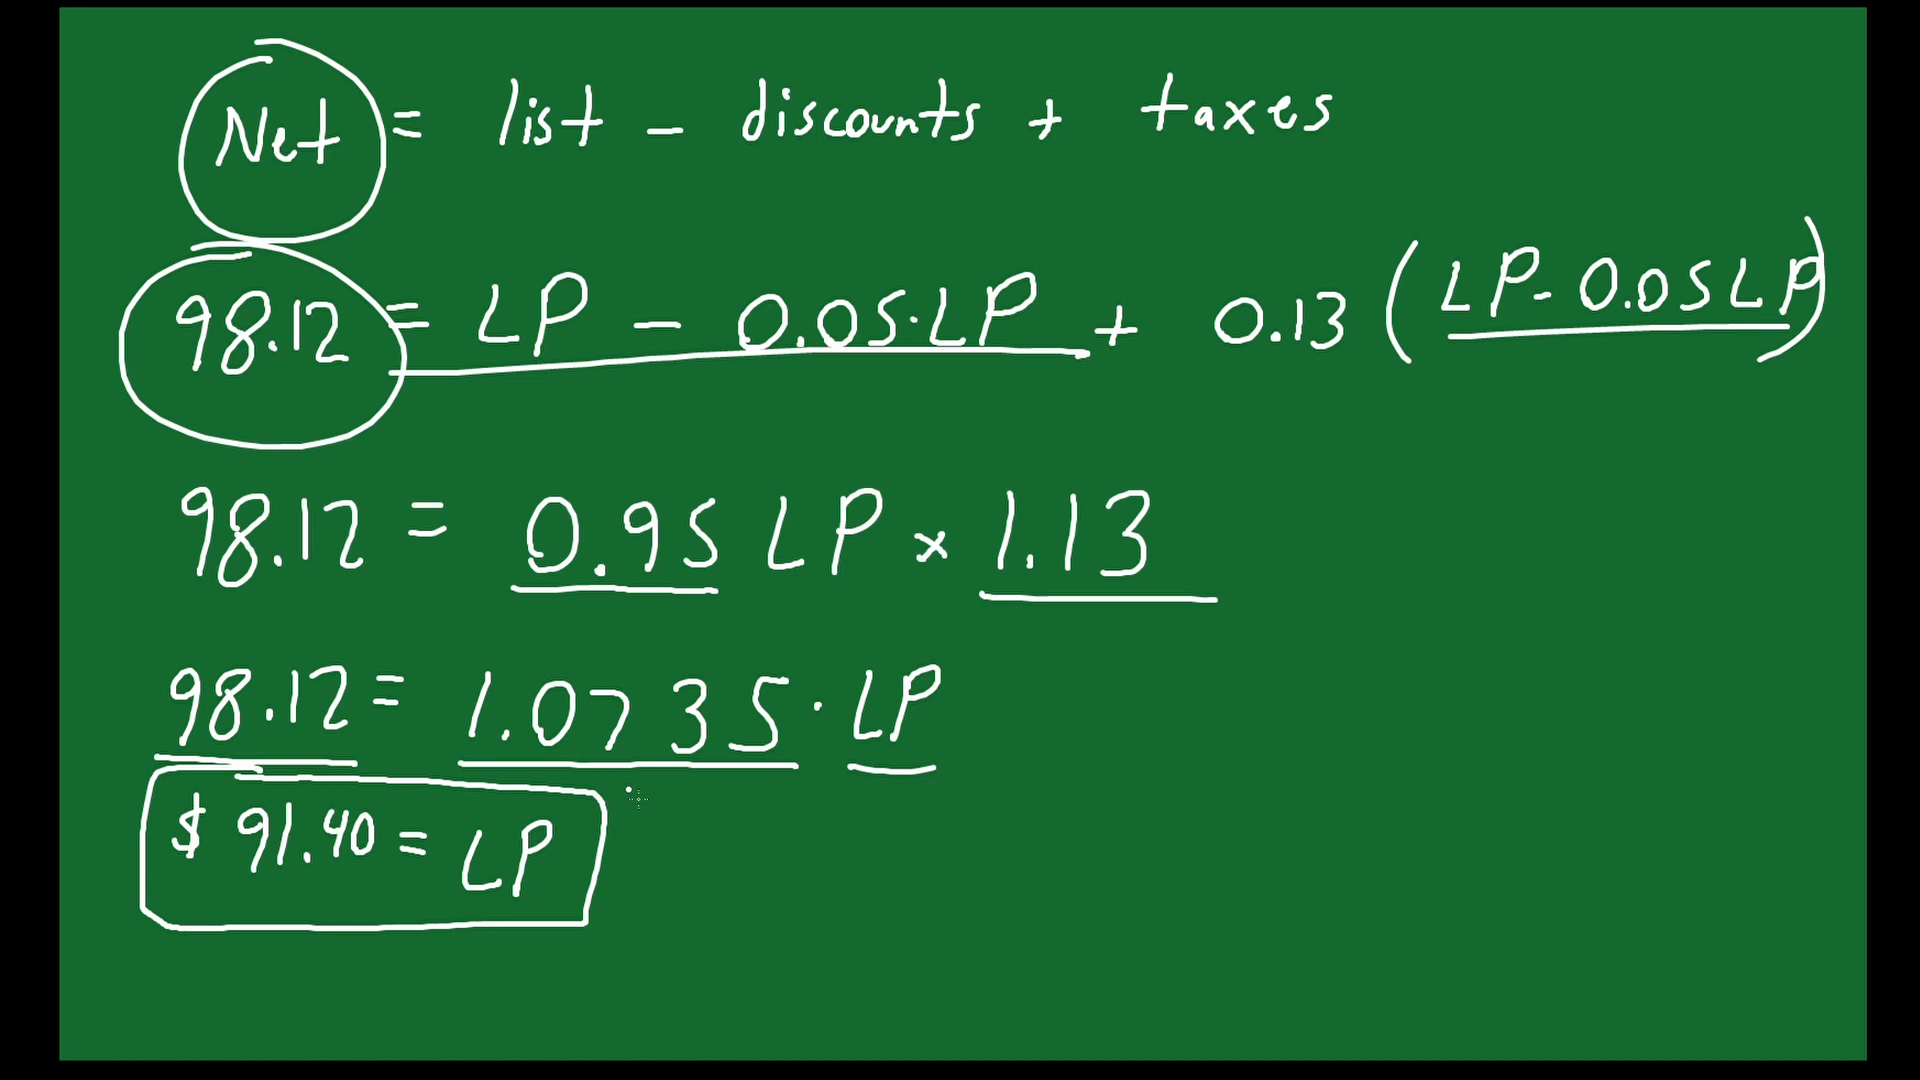 Net = list - discounts + taxes
98.12 = LP - 0.05·LP + 0.13 (LP-0.05LP)
98.12 = 0.95 LP x 1.13
98.12 = 1.0735·LP
$ 91.40 = LP